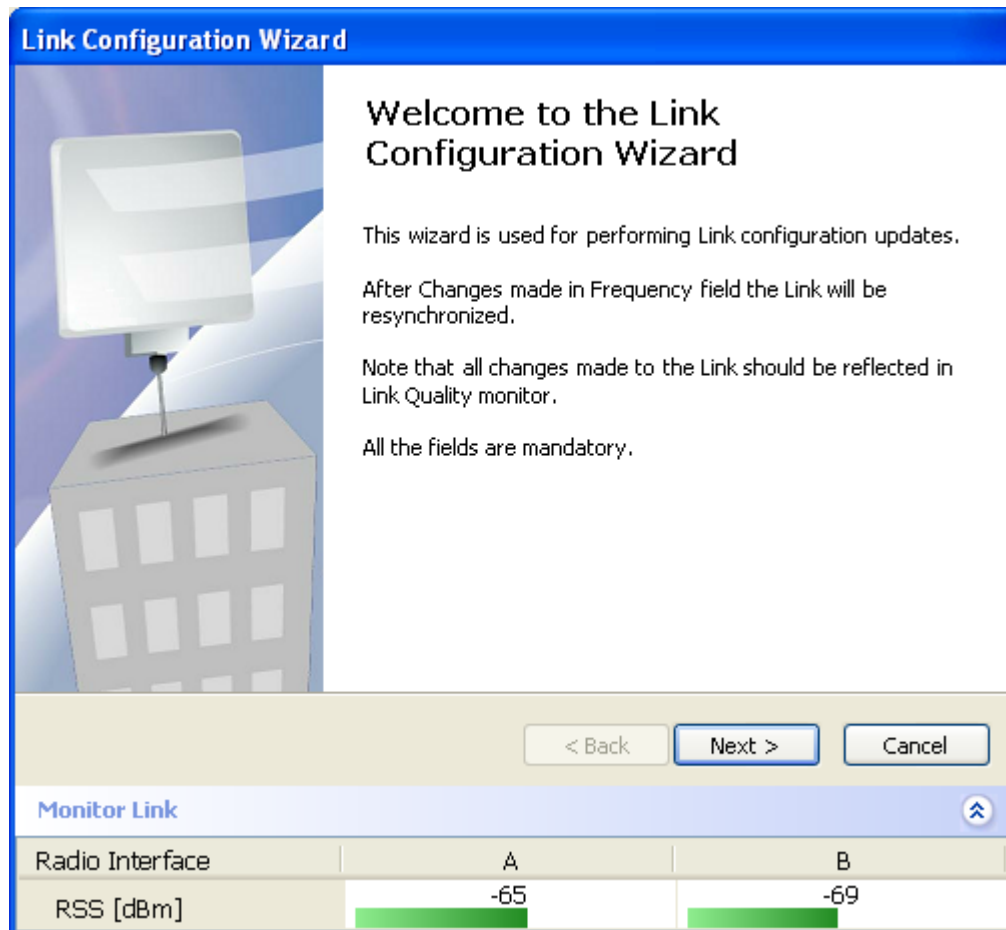 Link Configuration Wizard
Welcome to the Link
Configuration Wizard
This wizard is used for performing Link configuration updates.
After Changes made in Frequency field the Link will be
resynchronized.
Note that all changes made to the Link should be reflected in
Link Quality monitor.
All the fields are mandatory.
< Back Next > Cancel
Monitor Link
Radio Interface A B
RSS [dBm] -65 -69